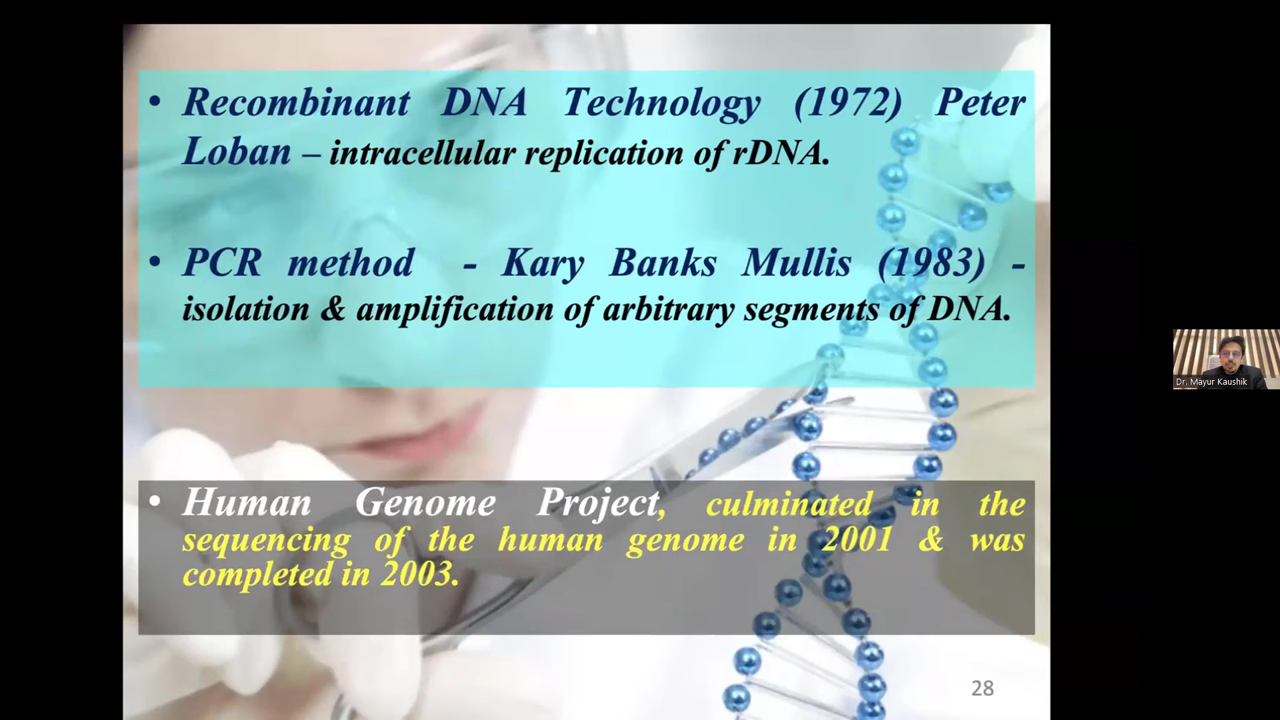 • Recombinant DNA Technology (1972) Peter
Loban – intracellular replication of rDNA.
• PCR method - Kary Banks Mullis (1983) -
isolation & amplification of arbitrary segments of DNA.
• Human Genome Project, culminated in the
sequencing of the human genome in 2001 & was
completed in 2003.
28
Dr. Mayur Kaushik